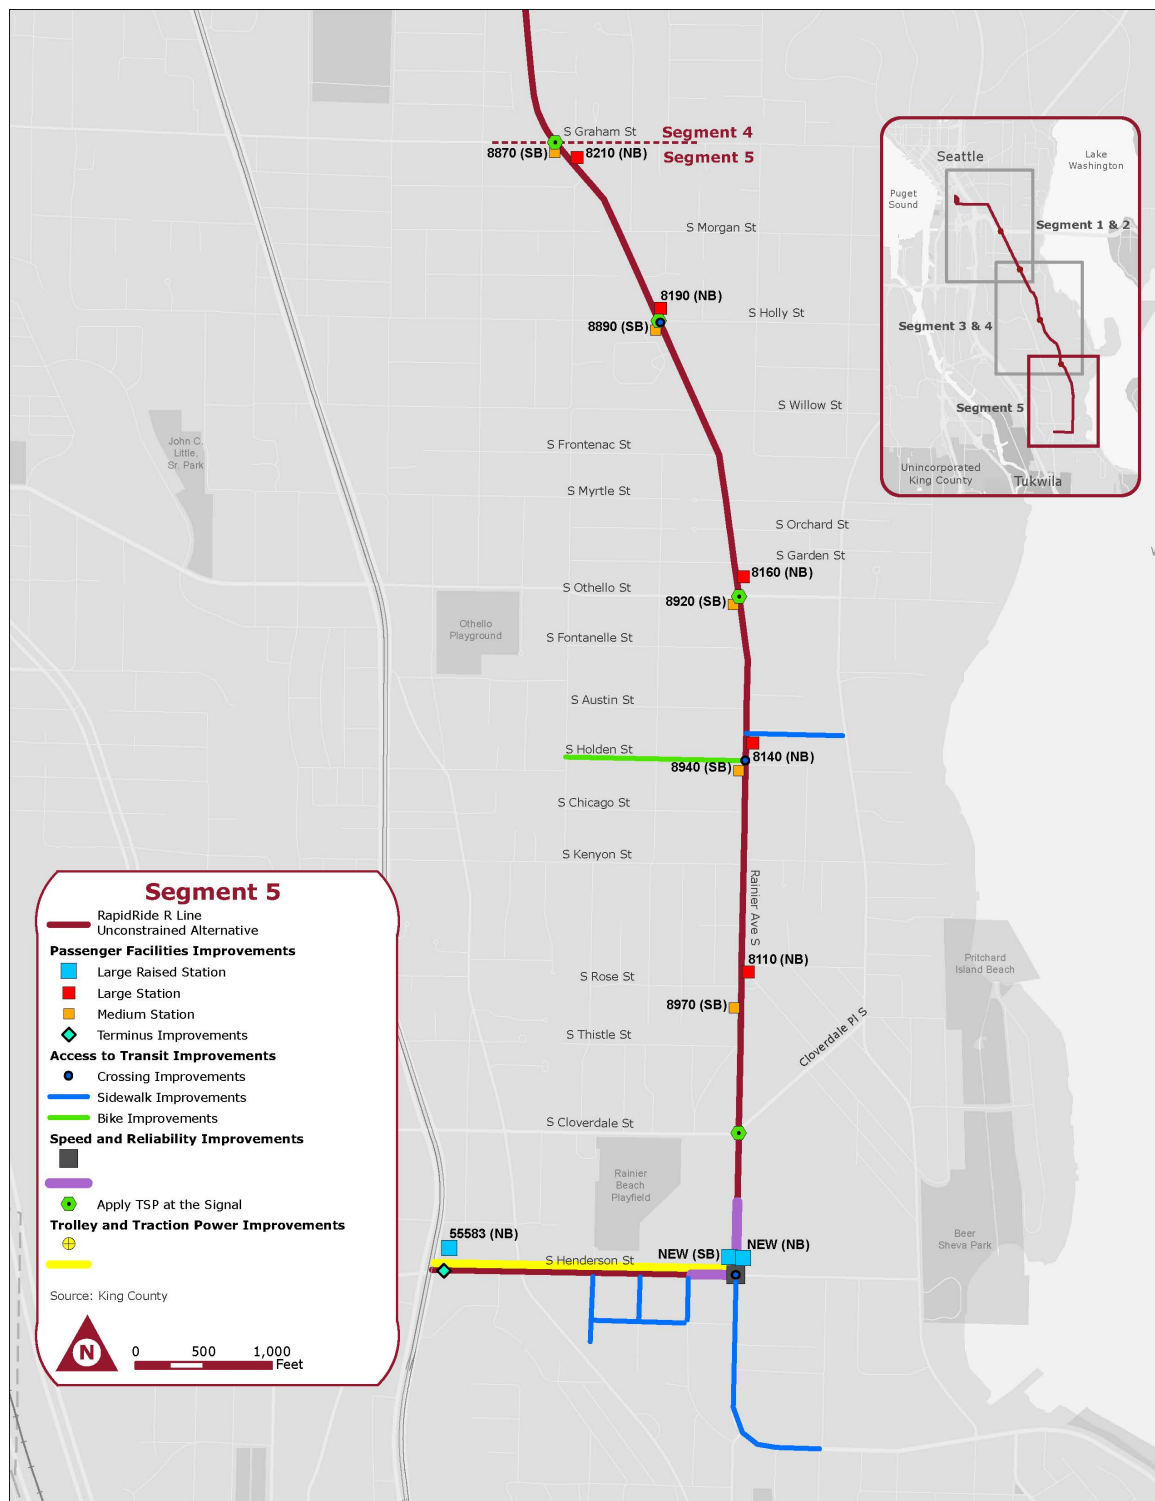 S Graham St
Segment 4
8870 (SB)
8210 (NB)
Segment 5
S Morgan St
8190 (NB)
8890 (SB)
S Holly St
S Willow St
S Frontenac St
S Myrtle St
S Orchard St
S Garden St
8160 (NB)
S Othello St
8920 (SB)
S Fontanelle St
Othello
Playground
John C.
Little,
Sr. Park
S Austin St
S Holden St
8140 (NB)
8940 (SB)
S Chicago St
S Kenyon St
Rainier Ave S
8110 (NB)
S Rose St
8970 (SB)
S Thistle St
Cloverdale Pl S
Pritchard
Island Beach
S Cloverdale St
Rainier
Beach
Playfield
Beer
Sheva Park
55583 (NB)
S Henderson St
NEW (SB)
NEW (NB)
Seattle
Lake
Washington
Puget
Sound
Segment 1 & 2
Segment 3 & 4
Segment 5
Unincorporated
King County
Tukwila
Segment 5
RapidRide R Line
Unconstrained Alternative
Passenger Facilities Improvements
Large Raised Station
Large Station
Medium Station
Terminus Improvements
Access to Transit Improvements
Crossing Improvements
Sidewalk Improvements
Bike Improvements
Speed and Reliability Improvements
Apply TSP at the Signal
Trolley and Traction Power Improvements
Source: King County
N
0 500 1,000
Feet